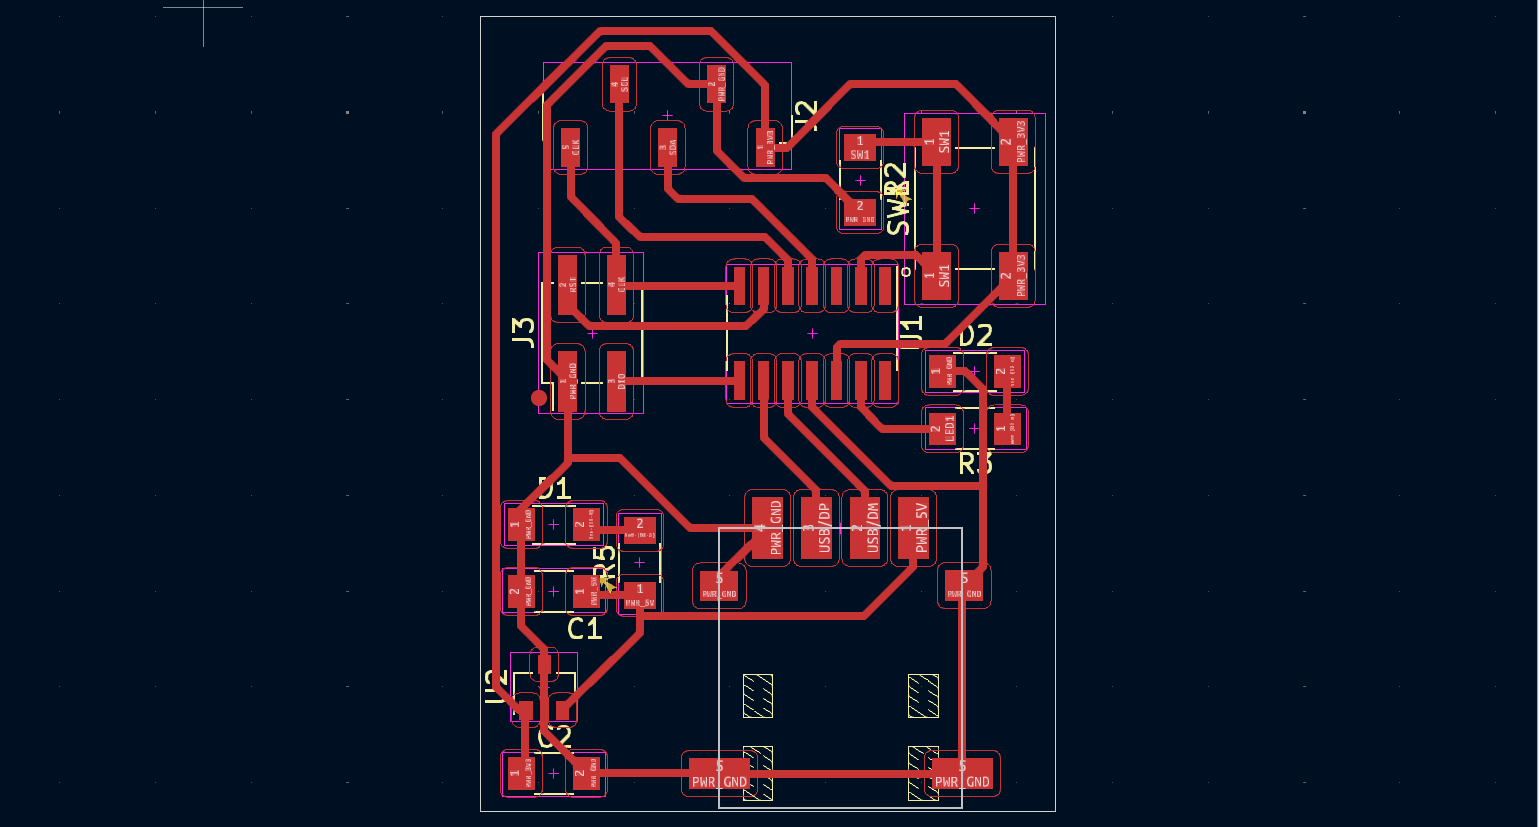 4
SCL
2
PWR_GND
J2
5
CLK
3
SDA
1
PWR_3V3
1
SW1
2
PWR_GND
R2
1
SW1
2
PWR_3V3
1
SW1
2
PWR_3V3
J3
2
RST
4
CLK
1
PWR_GND
3
DIO
U1
D2
1
PWR_GND
2
2
LED1
1
R3
D1
1
PWR_GND
2
2
R5
1
PWR_5V
2
PWR_GND
1
PWR_5V
C1
4
PWR_GND
3
USB/DP
2
USB/DM
1
PWR_5V
5
PWR_GND
5
PWR_GND
U2
C2
1
PWR_3V3
2
PWR_GND
5
PWR_GND
5
PWR_GND